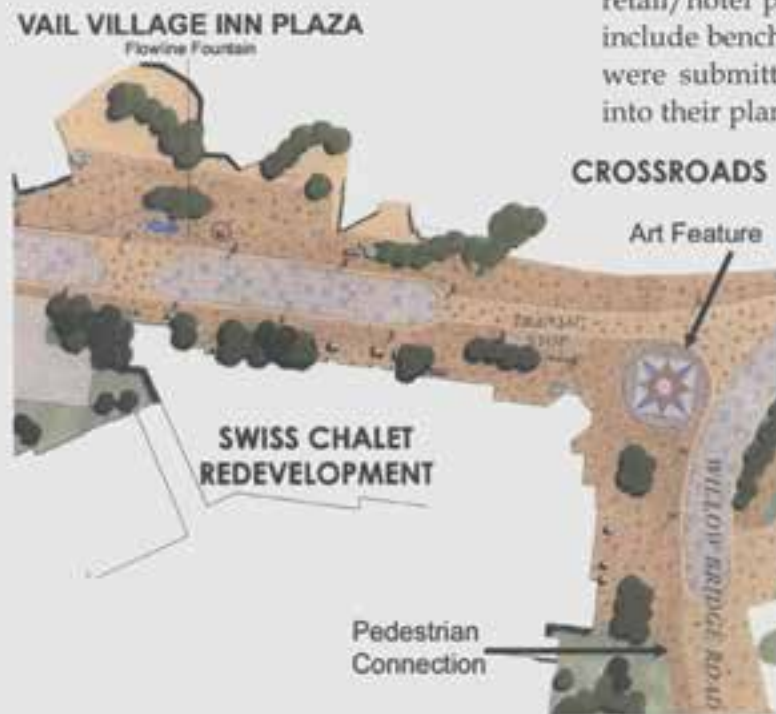 retail/hotel p
include bench
were submitt
into their plan
VAIL VILLAGE INN PLAZA
Flowline Fountain
CROSSROADS
Art Feature
SWISS CHALET
REDEVELOPMENT
WILLOW BRIDGE ROAD
Pedestrian
Connection